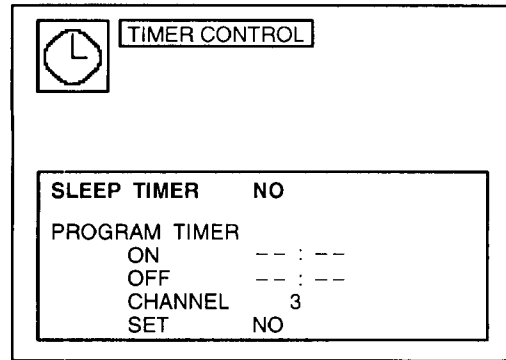 TIMER CONTROL
SLEEP TIMER NO
PROGRAM TIMER
ON -- : --
OFF -- : --
CHANNEL 3
SET NO